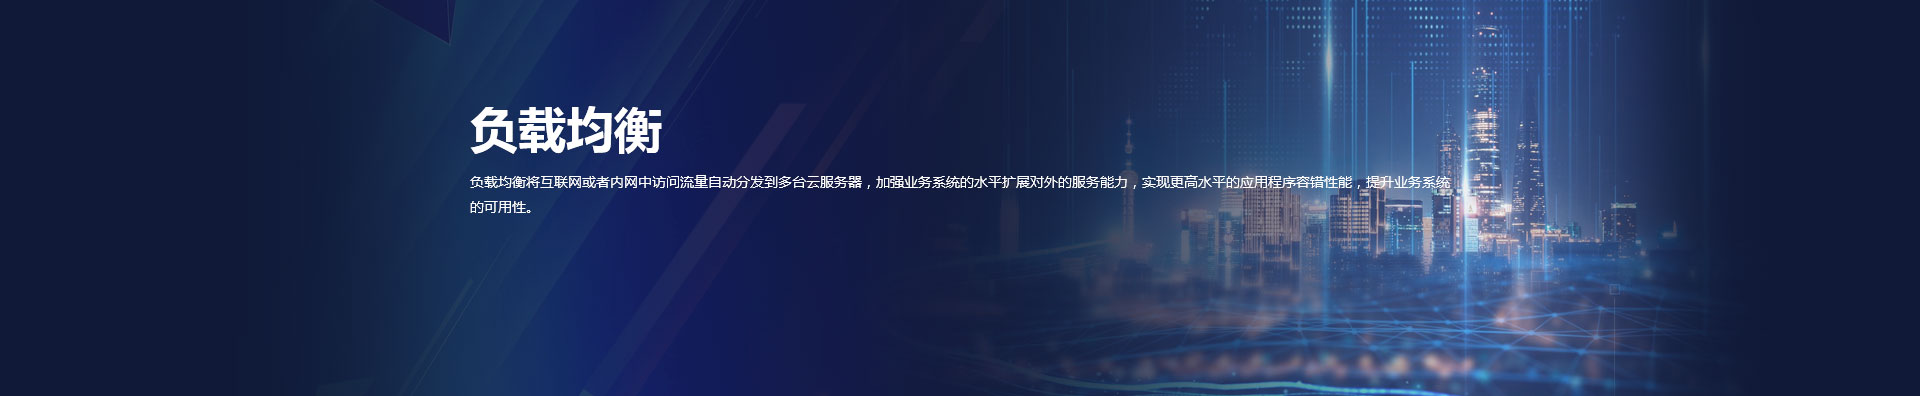 负载均衡
负载均衡将互联网或者内网中访问流量自动分发到多台云服务器，加强业务系统的水平扩展对外的服务能力，实现更高水平的应用程序容错性能，提升业务系统
的可用性。